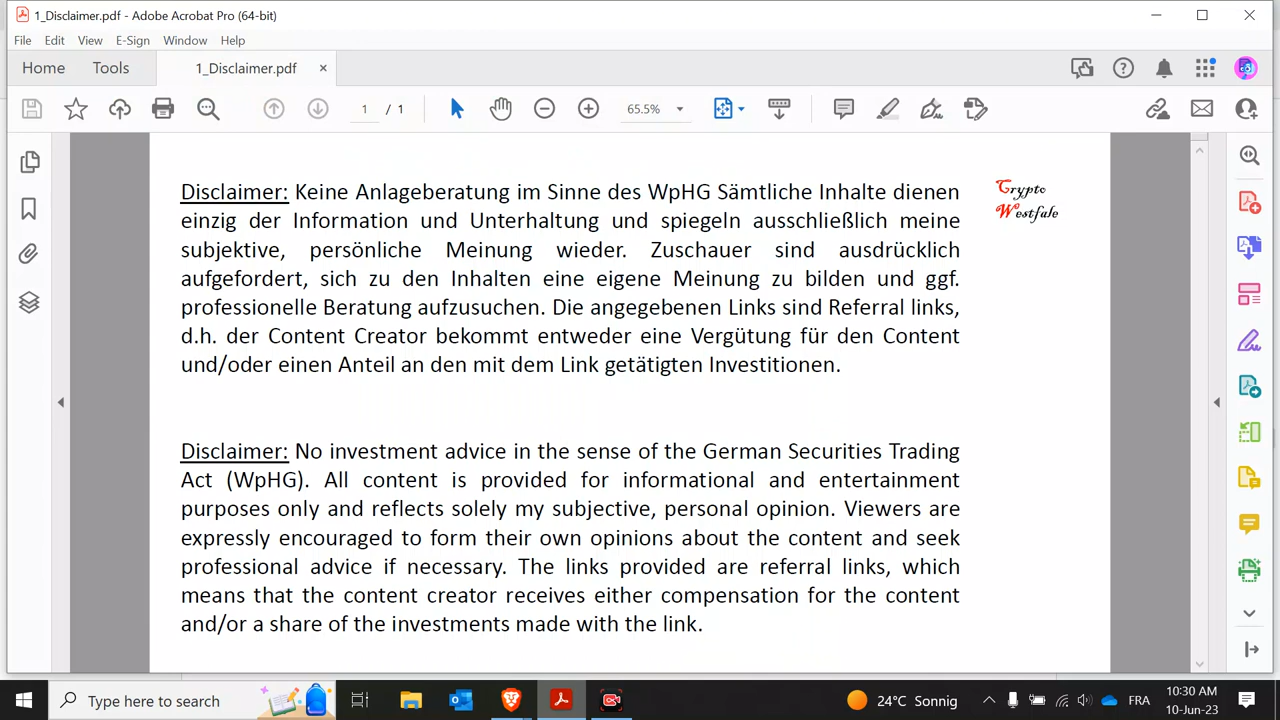 1_Disclaimer.pdf - Adobe Acrobat Pro (64-bit)
File Edit View E-Sign Window Help
Home Tools 1_Disclaimer.pdf ×
1 / 1 65.5%
Disclaimer: Keine Anlageberatung im Sinne des WpHG Sämtliche Inhalte dienen
einzig der Information und Unterhaltung und spiegeln ausschließlich meine
subjektive, persönliche Meinung wieder. Zuschauer sind ausdrücklich
aufgefordert, sich zu den Inhalten eine eigene Meinung zu bilden und ggf.
professionelle Beratung aufzusuchen. Die angegebenen Links sind Referral links,
d.h. der Content Creator bekommt entweder eine Vergütung für den Content
und/oder einen Anteil an den mit dem Link getätigten Investitionen.
Crypto
Westfale
Disclaimer: No investment advice in the sense of the German Securities Trading
Act (WpHG). All content is provided for informational and entertainment
purposes only and reflects solely my subjective, personal opinion. Viewers are
expressly encouraged to form their own opinions about the content and seek
professional advice if necessary. The links provided are referral links, which
means that the content creator receives either compensation for the content
and/or a share of the investments made with the link.
Type here to search
24°C Sonnig
FRA
10:30 AM
10-Jun-23